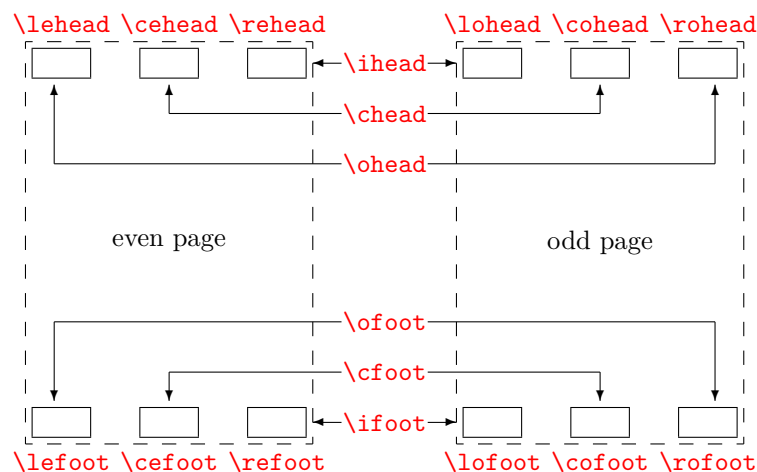 \lehead \cehead \rehead \lohead \cohead \rohead
\ihead
\chead
\ohead
even page odd page
\ofoot
\cfoot
\ifoot
\lefoot \cefoot \refoot \lofoot \cofoot \rofoot